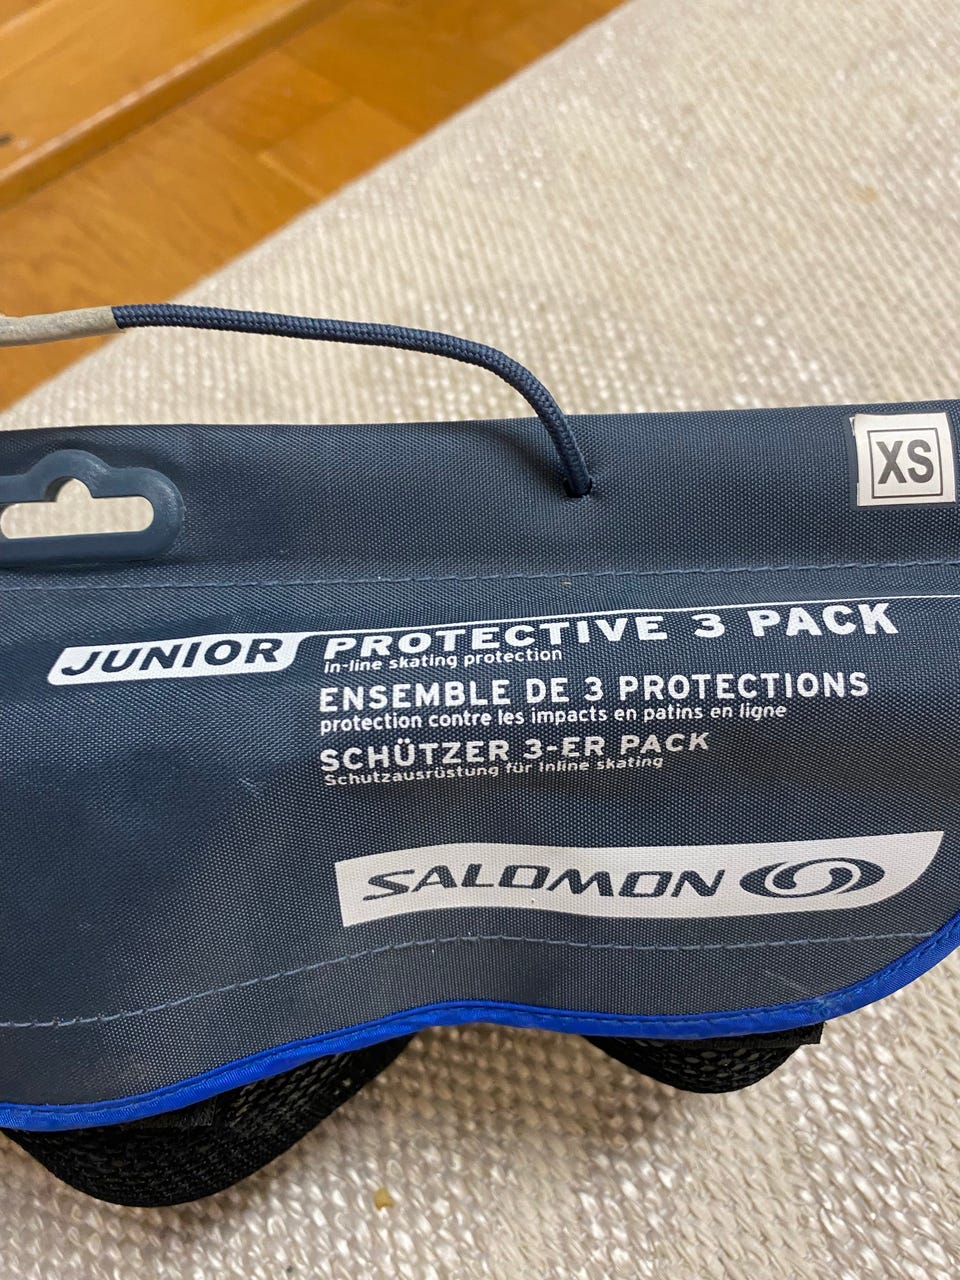 XS
JUNIOR PROTECTIVE 3 PACK
in-line skating protection
ENSEMBLE DE 3 PROTECTIONS
protection contre les impacts en patins en ligne
SCHÜTZER 3-ER PACK
Schutzausrüstung für Inline skating
SALOMON